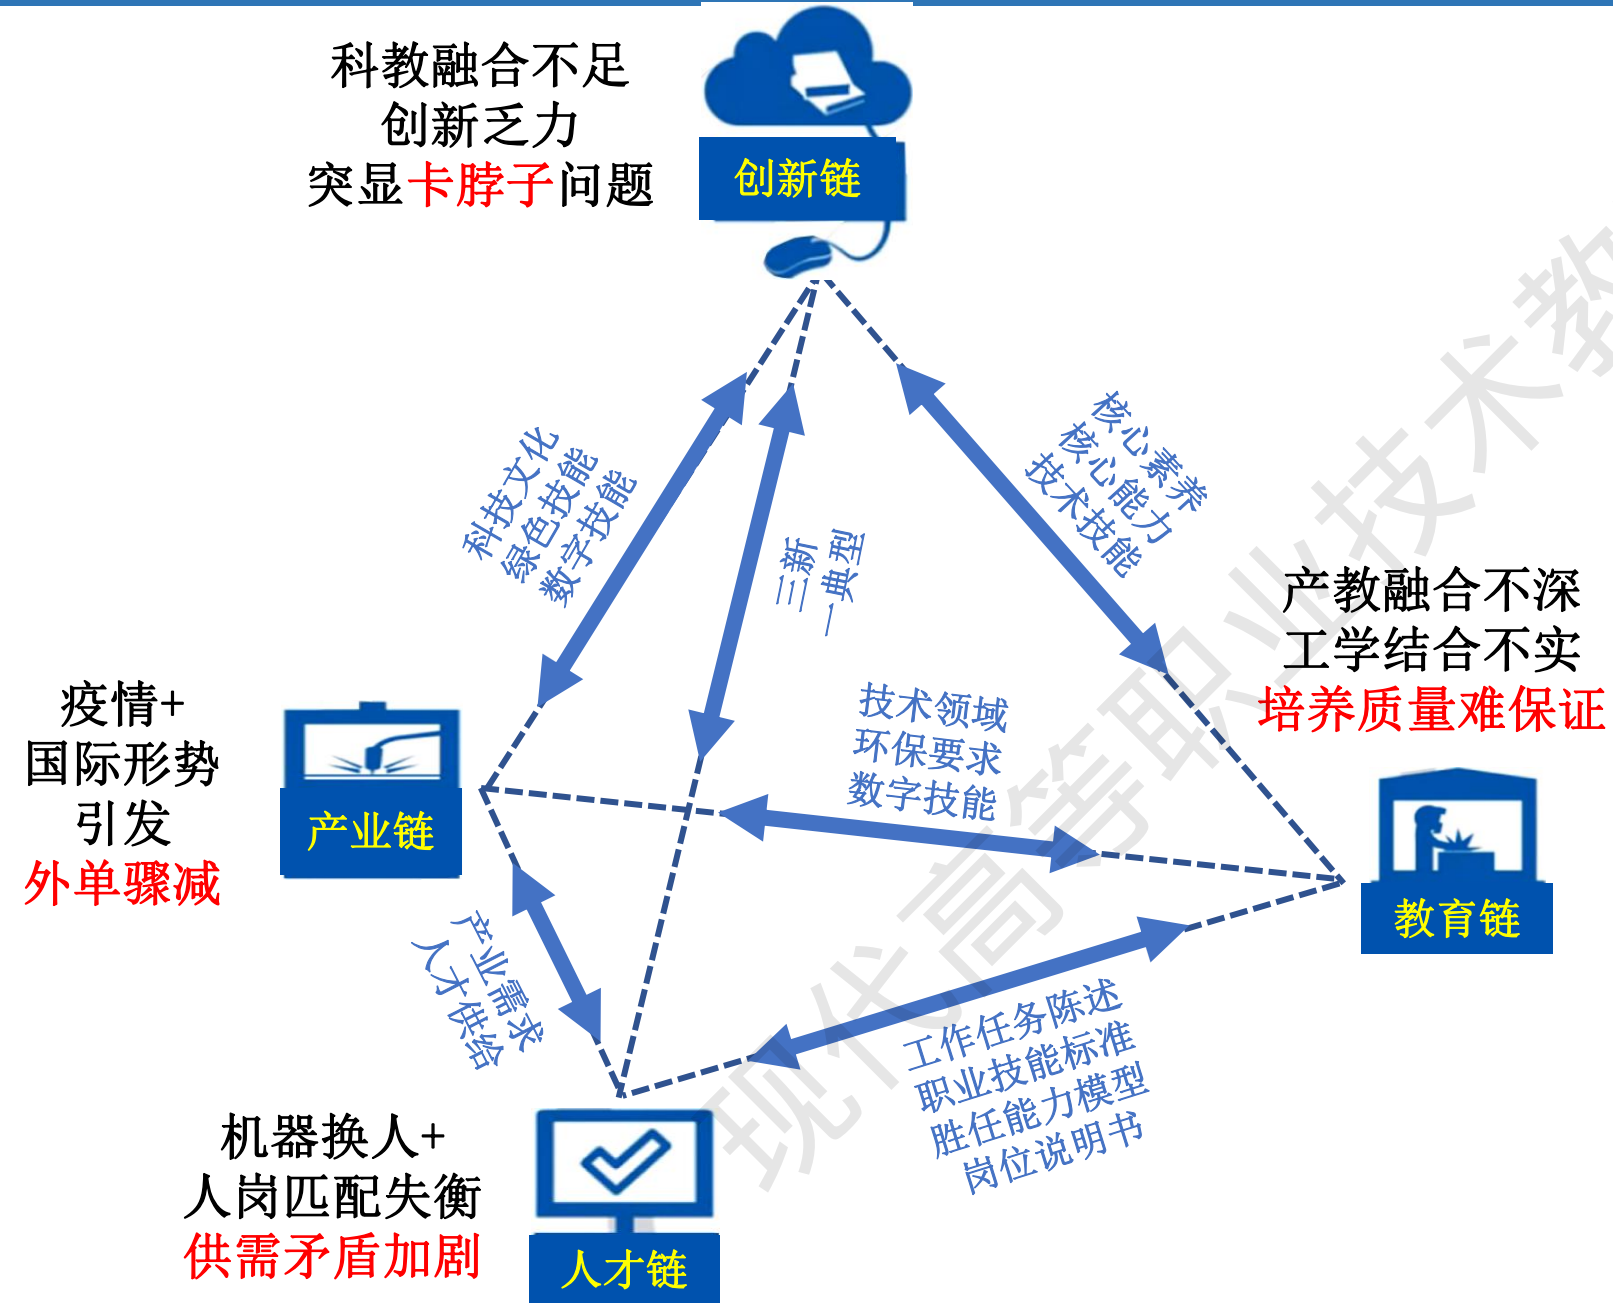 科教融合不足
创新乏力
突显卡脖子问题
创新链
科技文化
绿色技能
数字技能
三新
一典型
核心素养
核心能力
技术技能
产教融合不深
工学结合不实
培养质量难保证
疫情+
国际形势
引发
外单骤减
产业链
技术领域
环保要求
数字技能
教育链
产业需求
人才供给
工作任务陈述
职业技能标准
胜任能力模型
岗位说明书
机器换人+
人岗匹配失衡
供需矛盾加剧
人才链
现代高等职业技术教